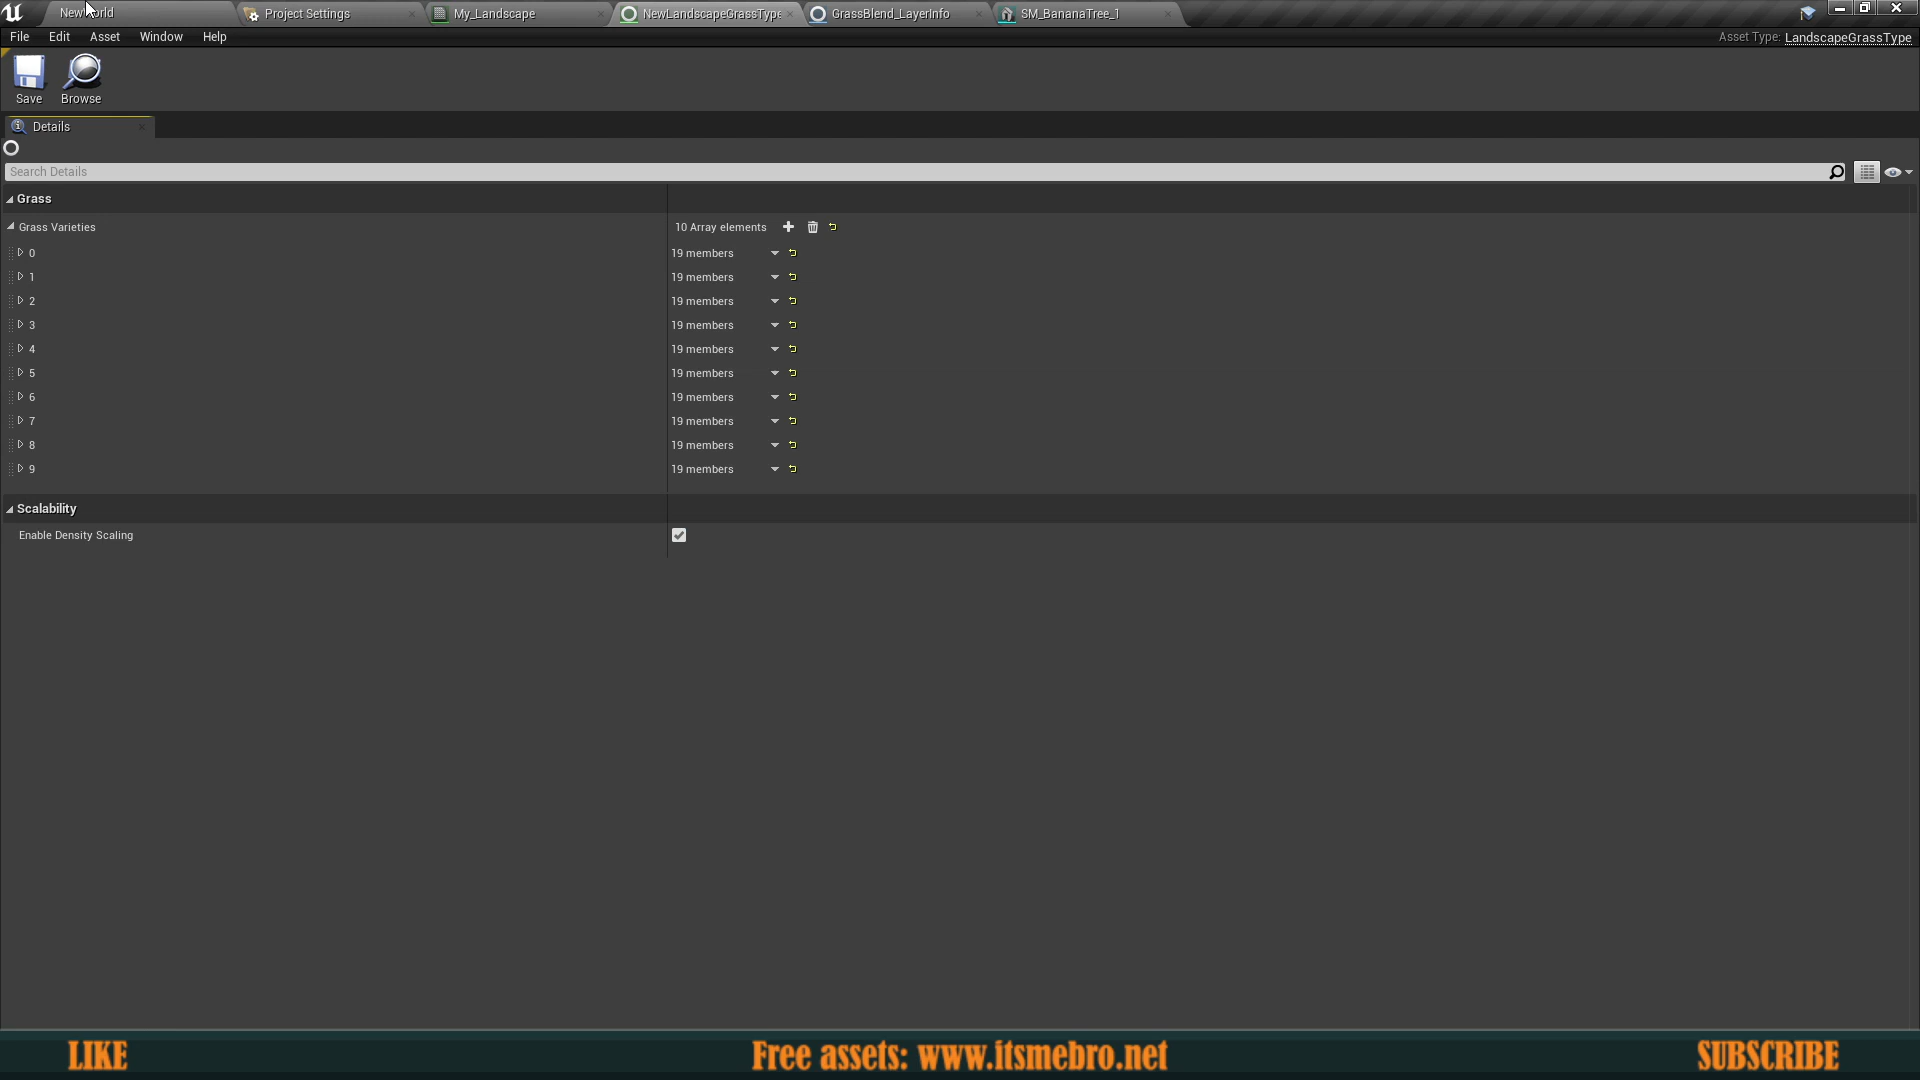 NewWorld
Project Settings
My_Landscape
NewLandscapeGrassType
GrassBlend_LayerInfo
SM_BananaTree_1
File
Edit
Asset
Window
Help
Asset Type: LandscapeGrassType
Save
Browse
Details
Search Details
Grass
Grass Varieties
10 Array elements
0
19 members
1
19 members
2
19 members
3
19 members
4
19 members
5
19 members
6
19 members
7
19 members
8
19 members
9
19 members
Scalability
Enable Density Scaling
LIKE
Free assets: www.itsmebro.net
SUBSCRIBE